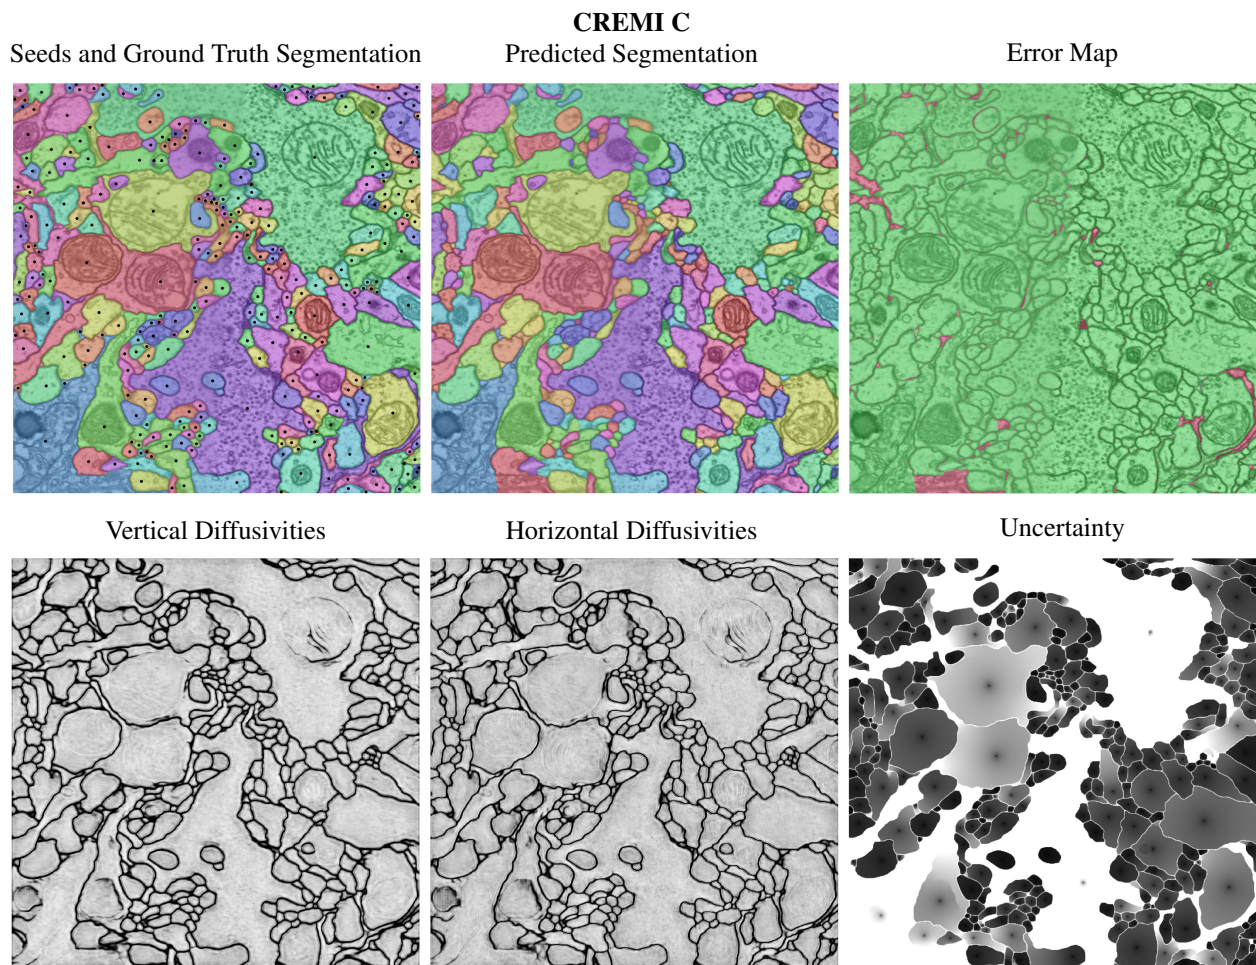 CREMI C
Seeds and Ground Truth Segmentation
Predicted Segmentation
Error Map
Vertical Diffusivities
Horizontal Diffusivities
Uncertainty